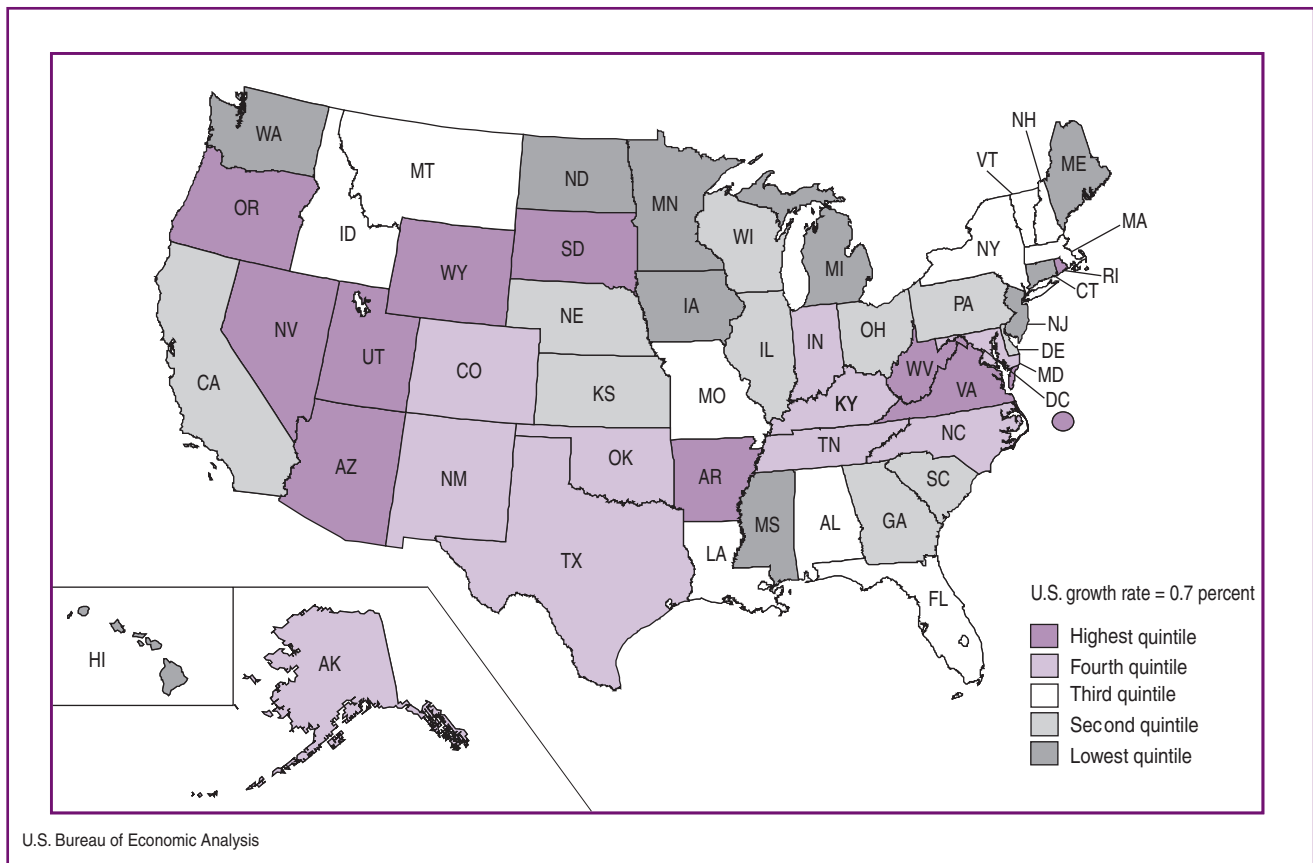 NH
WA
ME
MT
VT
ND
MN
OR
MA
ID
WI
NY
SD
WY
MI
RI
CT
PA
IA
NE
NV
OH
NJ
IN
IL
DE
UT
CO
WV
MD
CA
VA
KS
MO
KY
DC
NC
TN
OK
AZ
AR
NM
SC
MS
AL
GA
LA
TX
U.S. growth rate = 0.7 percent
FL
Highest quintile
HI
AK
Fourth quintile
Third quintile
Second quintile
Lowest quintile
U.S. Bureau of Economic Analysis